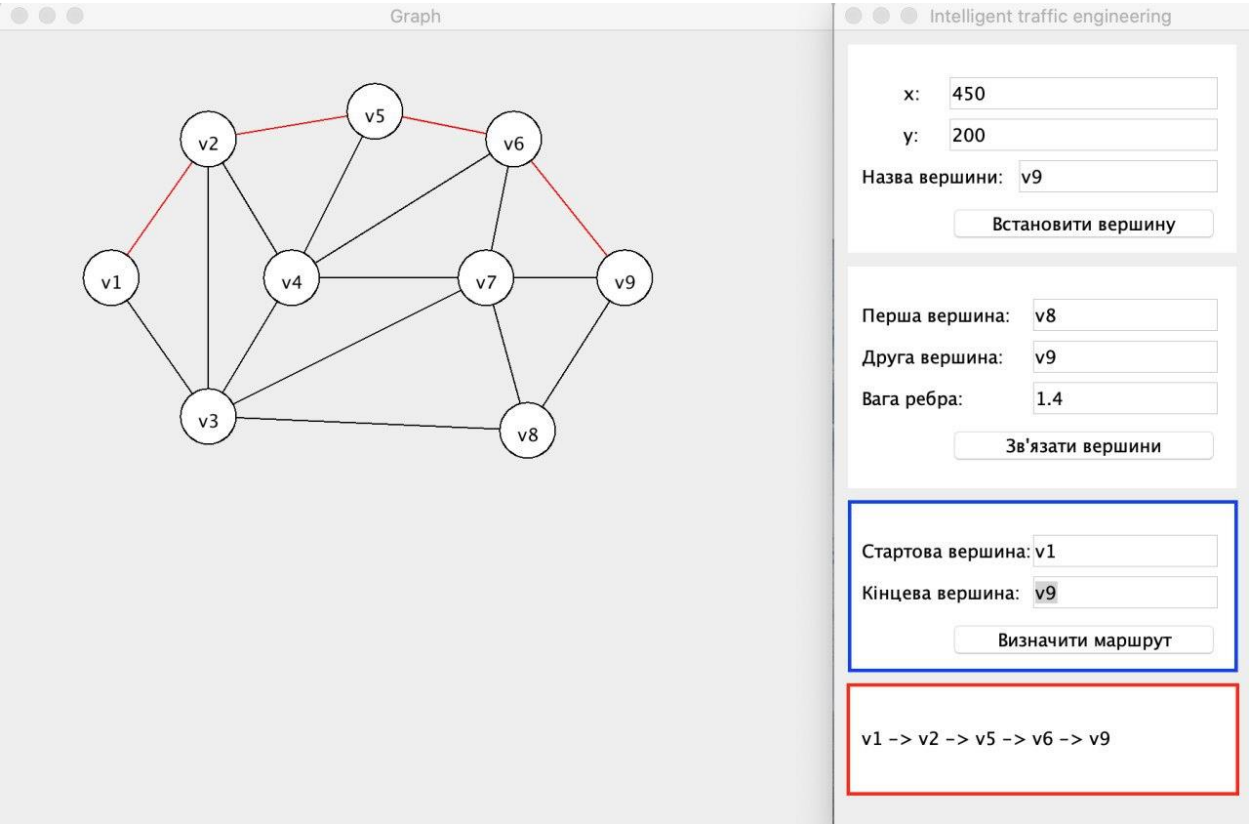 Graph
v5
v2
v6
v1
v4
v7
v9
v3
v8
Intelligent traffic engineering
x: 450
y: 200
Назва вершини: v9
Встановити вершину
Перша вершина: v8
Друга вершина: v9
Вага ребра: 1.4
Зв'язати вершини
Стартова вершина: v1
Кінцева вершина: v9
Визначити маршрут
v1 -> v2 -> v5 -> v6 -> v9